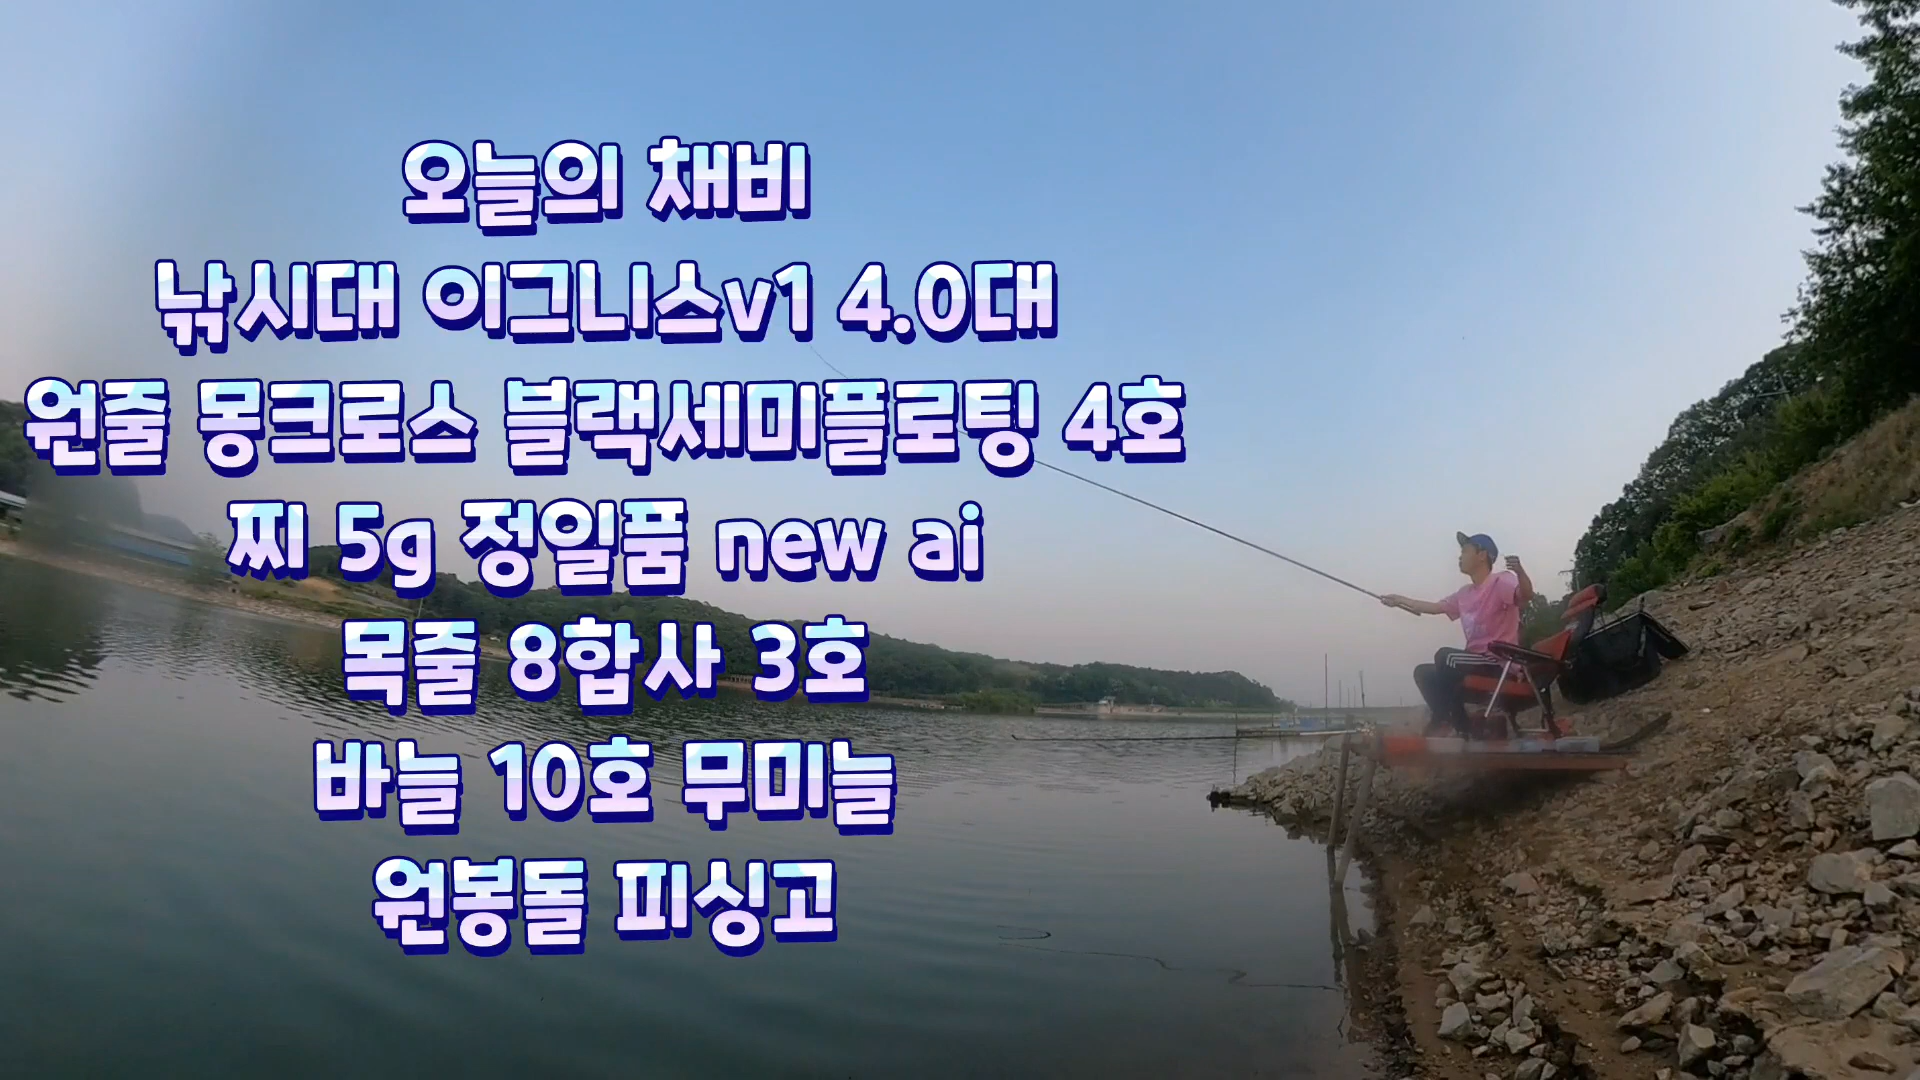 오늘의 채비
낚시대 이그니스v1 4.0대
원줄 몽크로스 블랙세미플로팅 4호
찌 5g 정일품 new ai
목줄 8합사 3호
바늘 10호 무미늘
원봉돌 피싱고